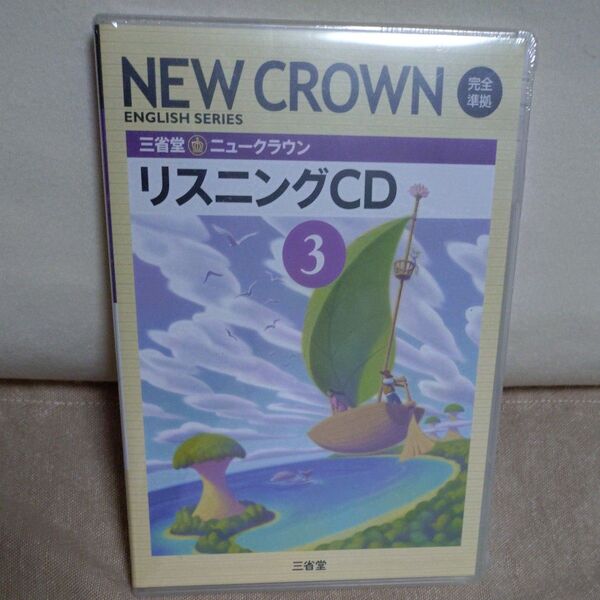 NEW CROWN
完全
準拠
ENGLISH SERIES
三省堂 ニュークラウン
リスニングCD
3
三省堂